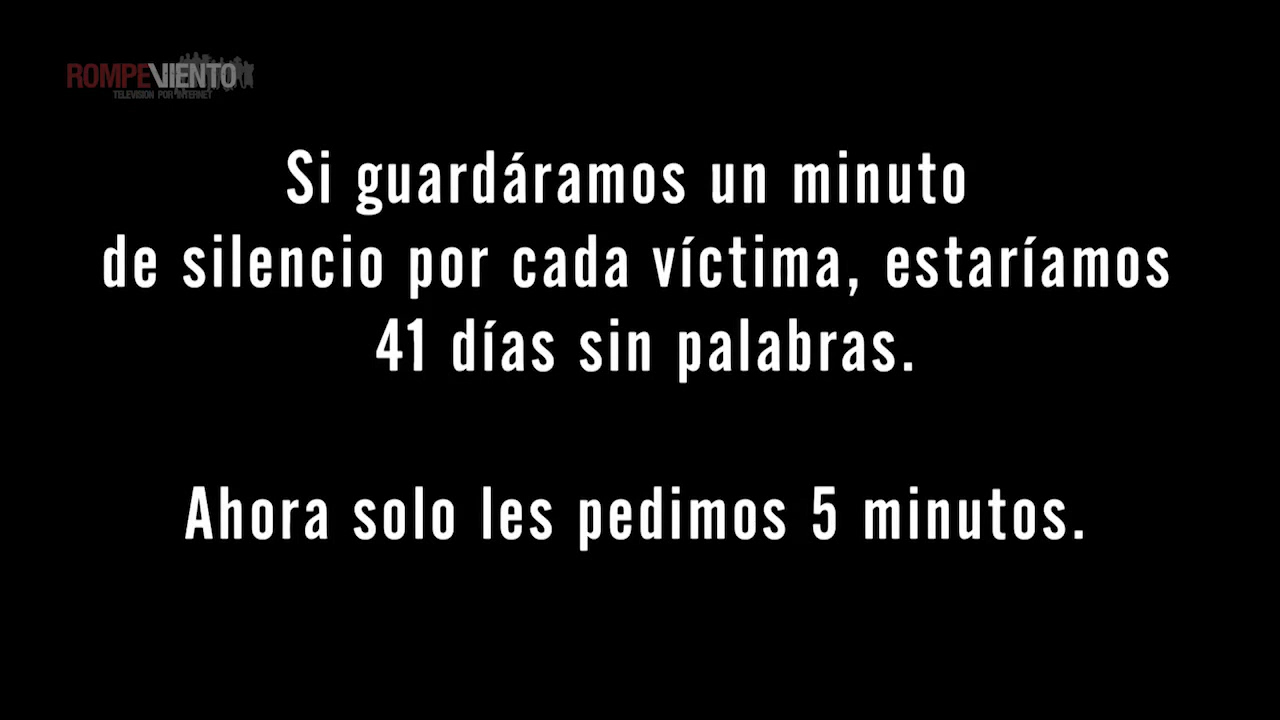 ROMPEVIENTO
TELEVISION POR INTERNET
Si guardáramos un minuto
de silencio por cada víctima, estaríamos
41 días sin palabras.
Ahora solo les pedimos 5 minutos.